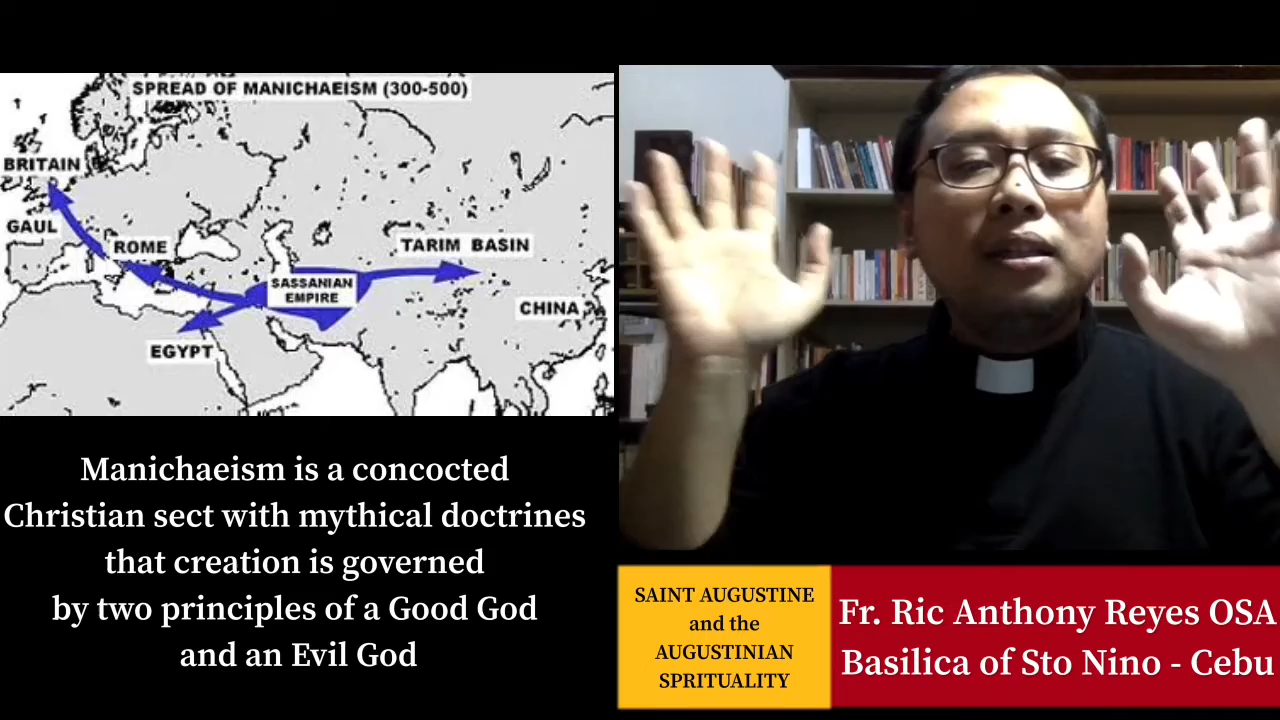 SPREAD OF MANICHAEISM (300-500)
BRITAIN
GAUL
ROME
TARIM BASIN
SASSANIAN
EMPIRE
CHINA
EGYPT
Manichaeism is a concocted
Christian sect with mythical doctrines
that creation is governed
by two principles of a Good God
and an Evil God
SAINT AUGUSTINE
and the
AUGUSTINIAN
SPRITUALITY
Fr. Ric Anthony Reyes OSA
Basilica of Sto Nino - Cebu